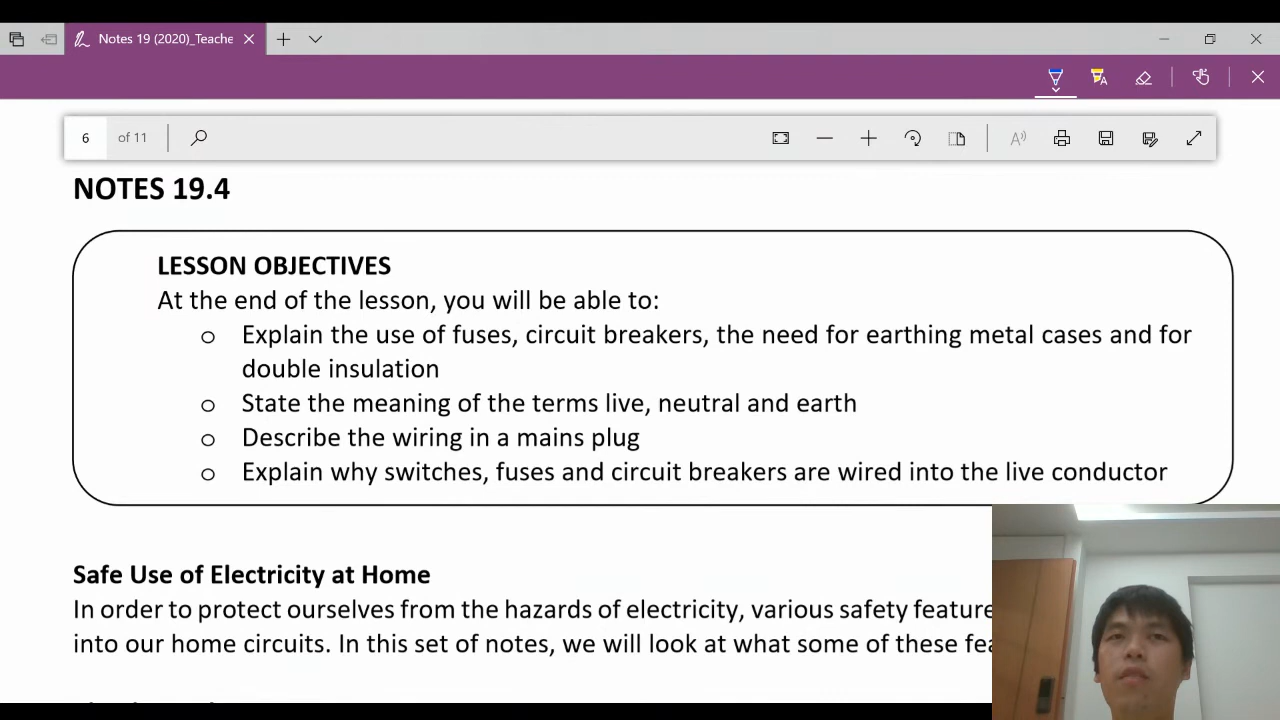 Notes 19 (2020)_Teache
6 of 11
NOTES 19.4
LESSON OBJECTIVES
At the end of the lesson, you will be able to:
o Explain the use of fuses, circuit breakers, the need for earthing metal cases and for
double insulation
o State the meaning of the terms live, neutral and earth
o Describe the wiring in a mains plug
o Explain why switches, fuses and circuit breakers are wired into the live conductor
Safe Use of Electricity at Home
In order to protect ourselves from the hazards of electricity, various safety feature
into our home circuits. In this set of notes, we will look at what some of these fea